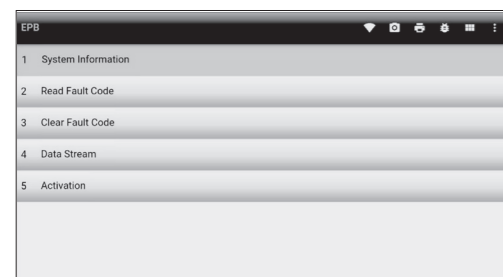 EPB
1 System Information
2 Read Fault Code
3 Clear Fault Code
4 Data Stream
5 Activation